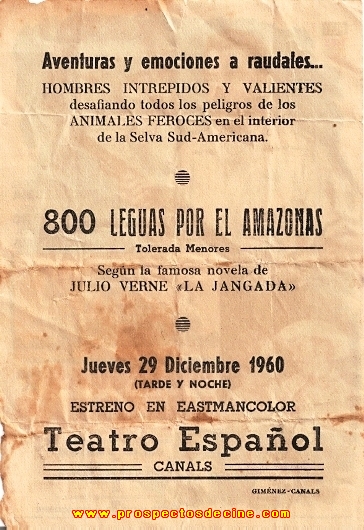 Aventuras y emociones a raudales...
HOMBRES INTREPIDOS Y VALIENTES
desafiando todos los peligros de los
ANIMALES FEROCES en el interior
de la Selva Sud-Americana.
800 LEGUAS POR EL AMAZONAS
Tolerada Menores
Según la famosa novela de
JULIO VERNE «LA JANGADA»
Jueves 29 Diciembre 1960
(TARDE Y NOCHE)
ESTRENO EN EASTMANCOLOR
Teatro Español
CANALS
GIMÉNEZ-CANALS
www.prospectosdecine.com